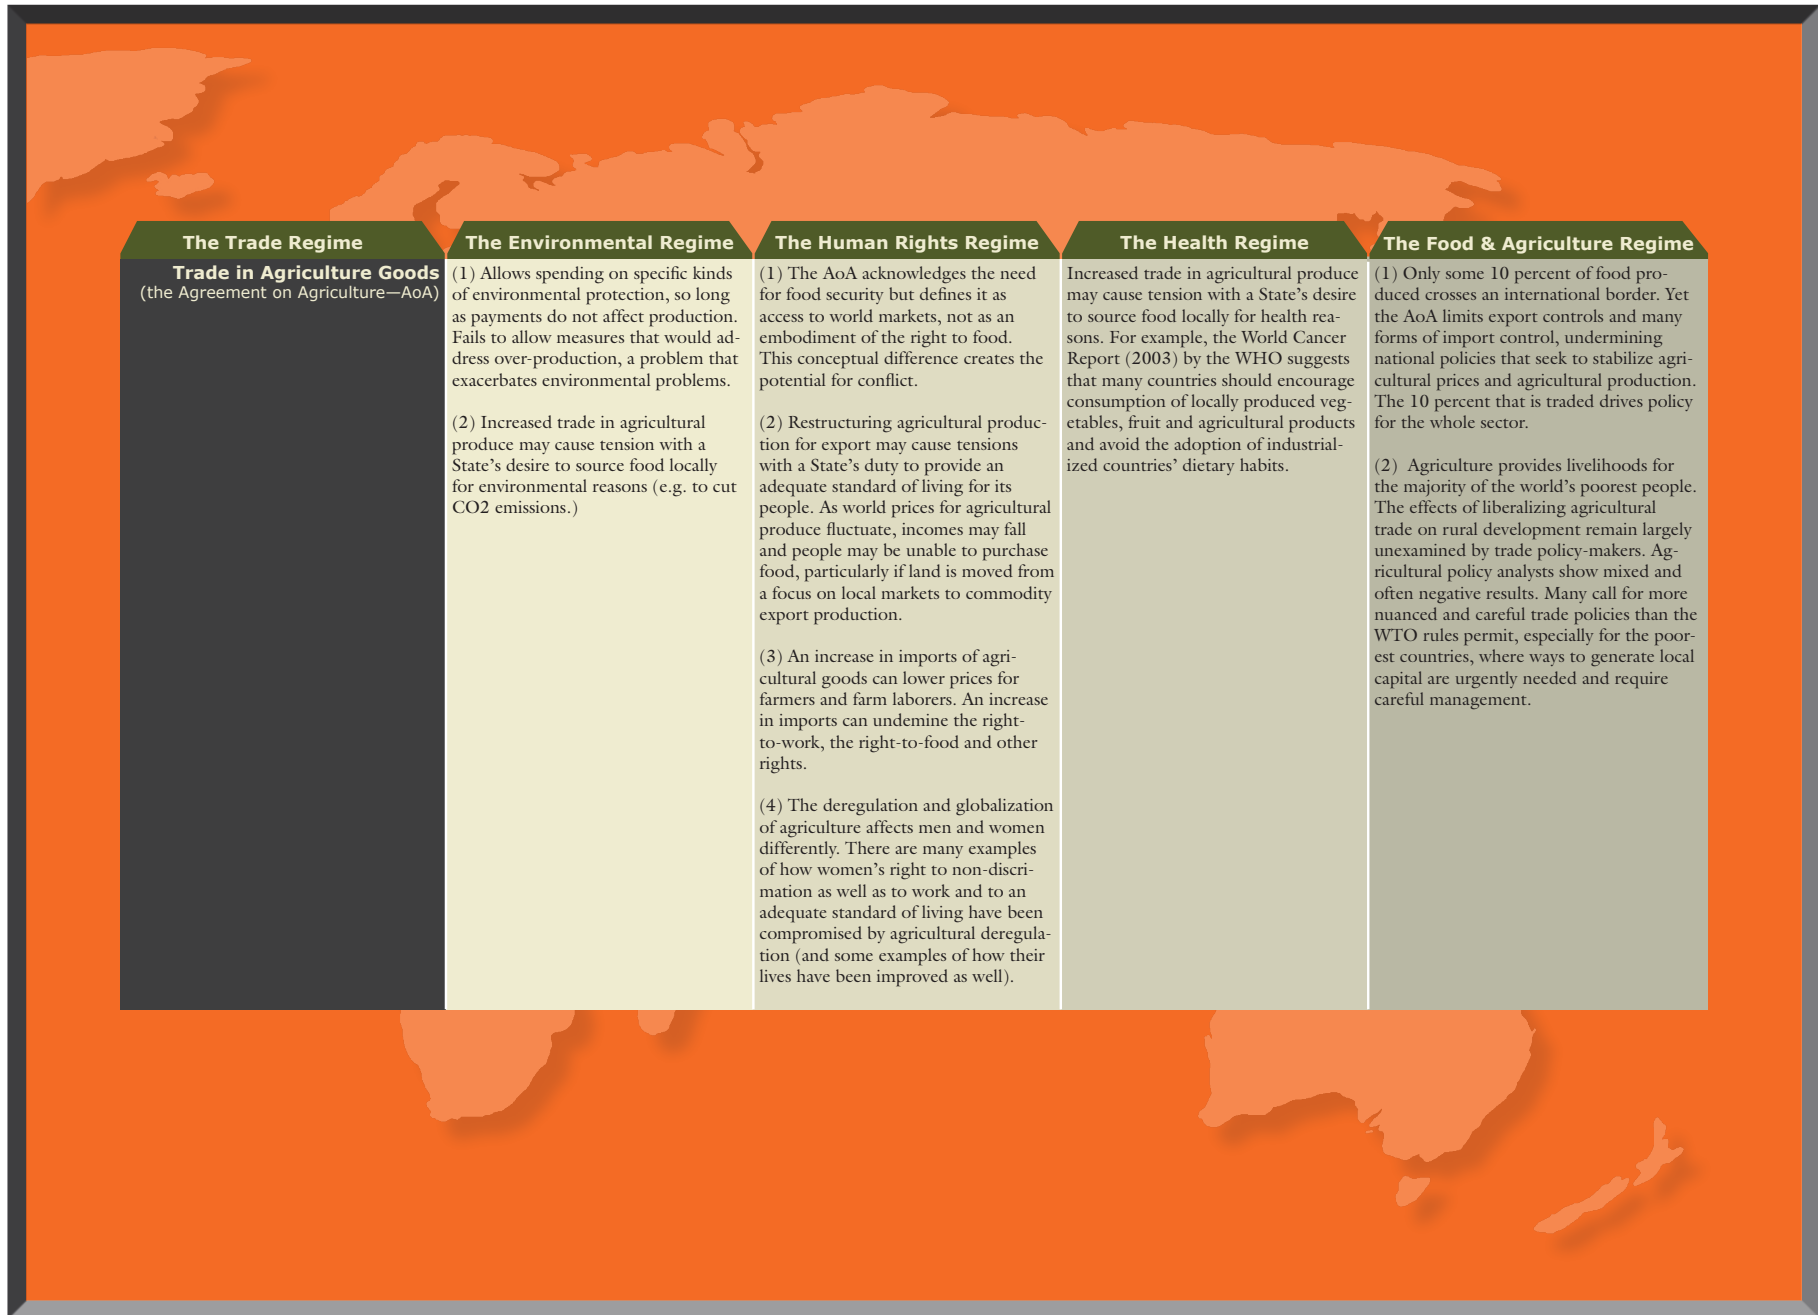 The Trade Regime
Trade in Agriculture Goods
(the Agreement on Agriculture—AoA)
The Environmental Regime
(1) Allows spending on specific kinds
of environmental protection, so long
as payments do not affect production.
Fails to allow measures that would ad-
dress over-production, a problem that
exacerbates environmental problems.
(2) Increased trade in agricultural
produce may cause tension with a
State’s desire to source food locally
for environmental reasons (e.g. to cut
CO2 emissions.)
The Human Rights Regime
(1) The AoA acknowledges the need
for food security but defines it as
access to world markets, not as an
embodiment of the right to food.
This conceptual difference creates the
potential for conflict.
(2) Restructuring agricultural produc-
tion for export may cause tensions
with a State’s duty to provide an
adequate standard of living for its
people. As world prices for agricultural
produce fluctuate, incomes may fall
and people may be unable to purchase
food, particularly if land is moved from
a focus on local markets to commodity
export production.
(3) An increase in imports of agri-
cultural goods can lower prices for
farmers and farm laborers. An increase
in imports can undemine the right-
to-work, the right-to-food and other
rights.
(4) The deregulation and globalization
of agriculture affects men and women
differently. There are many examples
of how women’s right to non-discri-
mation as well as to work and to an
adequate standard of living have been
compromised by agricultural deregula-
tion (and some examples of how their
lives have been improved as well).
The Health Regime
Increased trade in agricultural produce
may cause tension with a State’s desire
to source food locally for health rea-
sons. For example, the World Cancer
Report (2003) by the WHO suggests
that many countries should encourage
consumption of locally produced veg-
etables, fruit and agricultural products
and avoid the adoption of industrial-
ized countries’ dietary habits.
The Food & Agriculture Regime
(1) Only some 10 percent of food pro-
duced crosses an international border. Yet
the AoA limits export controls and many
forms of import control, undermining
national policies that seek to stabilize agri-
cultural prices and agricultural production.
The 10 percent that is traded drives policy
for the whole sector.
(2) Agriculture provides livelihoods for
the majority of the world’s poorest people.
The effects of liberalizing agricultural
trade on rural development remain largely
unexamined by trade policy-makers. Ag-
ricultural policy analysts show mixed and
often negative results. Many call for more
nuanced and careful trade policies than the
WTO rules permit, especially for the poor-
est countries, where ways to generate local
capital are urgently needed and require
careful management.